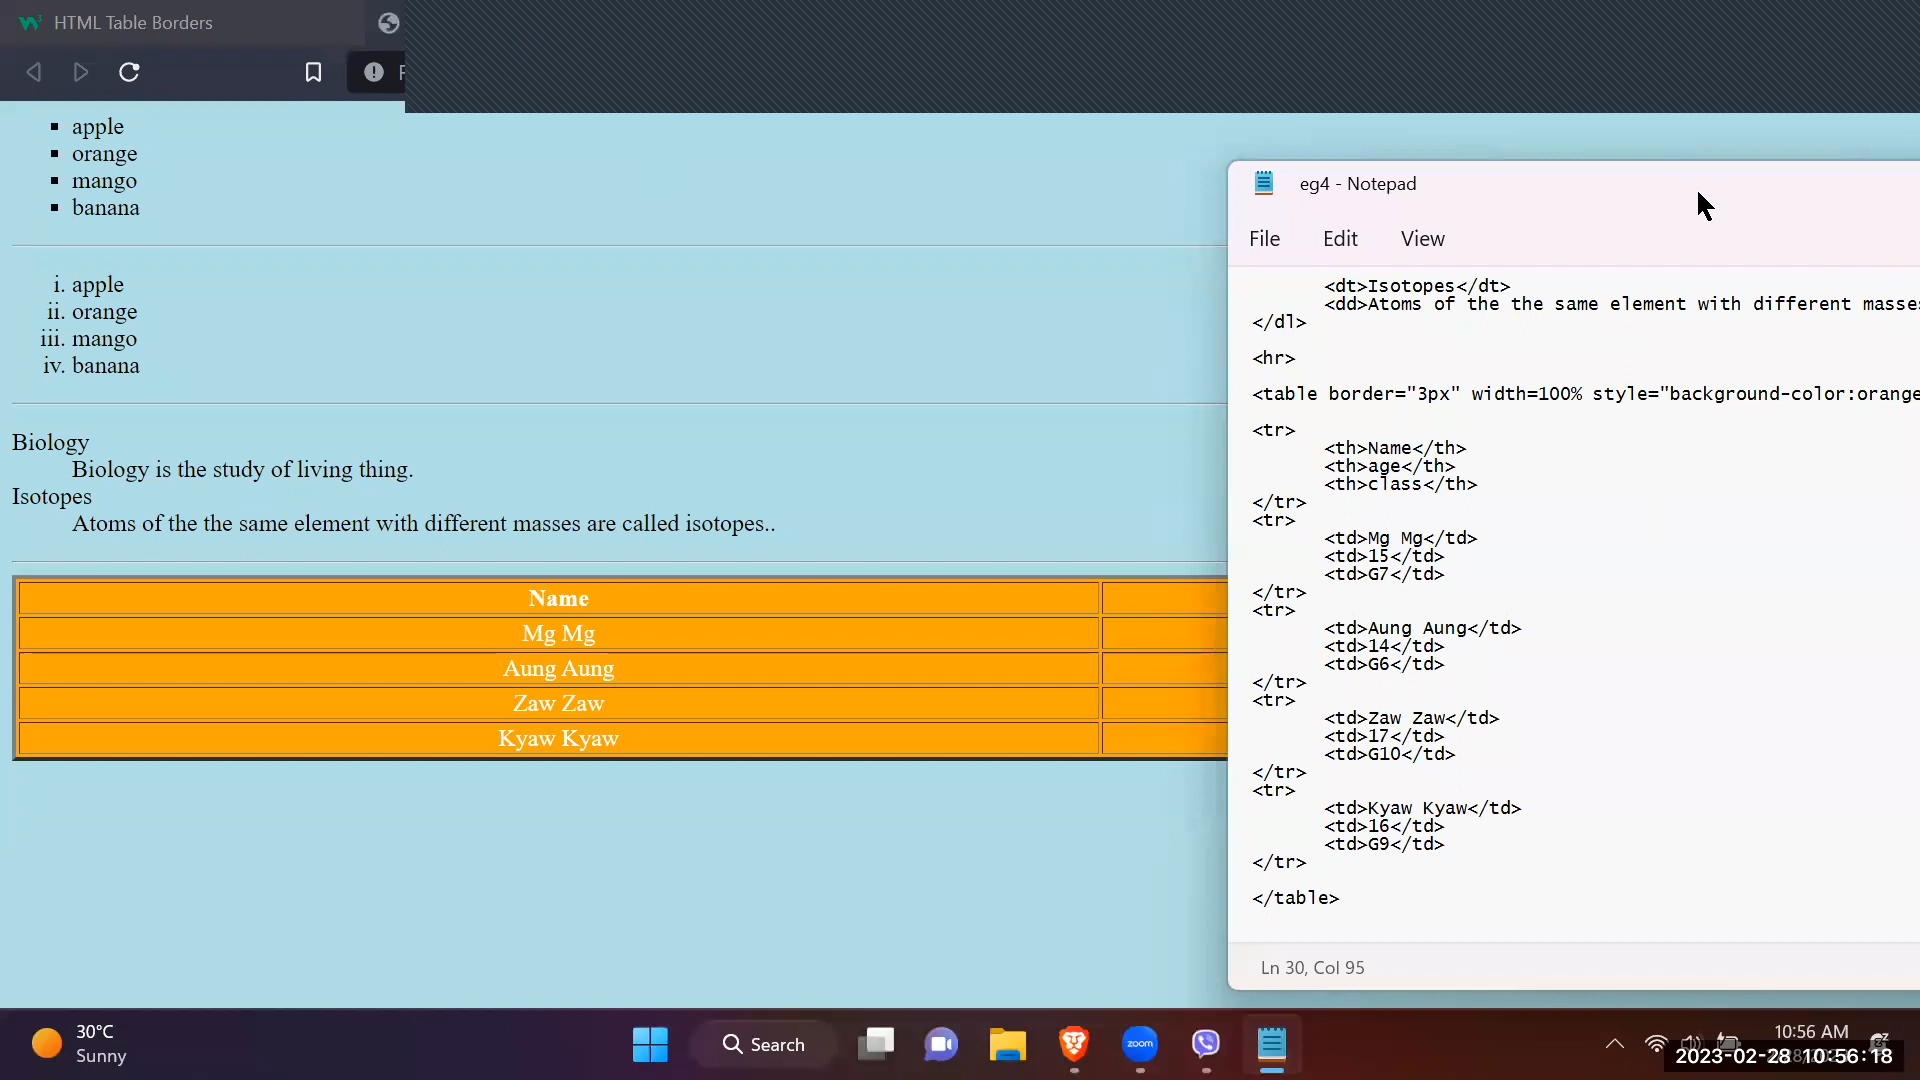 HTML Table Borders
apple
orange
mango
banana
i. apple
ii. orange
iii. mango
iv. banana
Biology
Biology is the study of living thing.
Isotopes
Atoms of the the same element with different masses are called isotopes..
Name
Mg Mg
Aung Aung
Zaw Zaw
Kyaw Kyaw
eg4 - Notepad
File Edit View
<dt>Isotopes</dt>
<dd>Atoms of the the same element with different masse
</dl>
<hr>
<table border="3px" width=100% style="background-color:orange
<tr>
<th>Name</th>
<th>age</th>
<th>class</th>
</tr>
<tr>
<td>Mg Mg</td>
<td>15</td>
<td>G7</td>
</tr>
<tr>
<td>Aung Aung</td>
<td>14</td>
<td>G6</td>
</tr>
<tr>
<td>Zaw Zaw</td>
<td>17</td>
<td>G10</td>
</tr>
<tr>
<td>Kyaw Kyaw</td>
<td>16</td>
<td>G9</td>
</tr>
</table>
Ln 30, Col 95
30°C
Sunny
Search
zoom
10:56 AM
2023-02-28 10:56:18